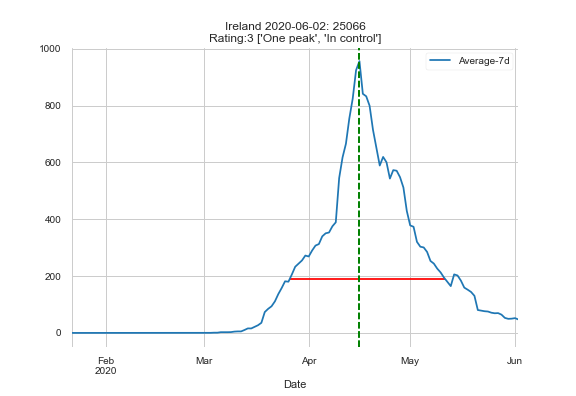 Ireland 2020-06-02: 25066
Rating:3 ['One peak', 'In control']
Average-7d
1000
800
600
400
200
0
Feb
2020
Mar
Apr
May
Jun
Date